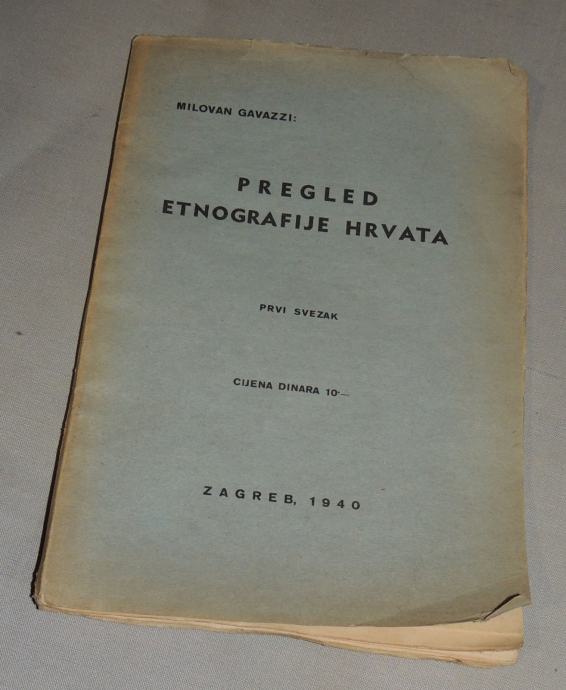 MILOVAN GAVAZZI:
PREGLED
ETNOGRAFIJE HRVATA
PRVI SVEZAK
CIJENA DINARA 10·—
ZAGREB, 1940